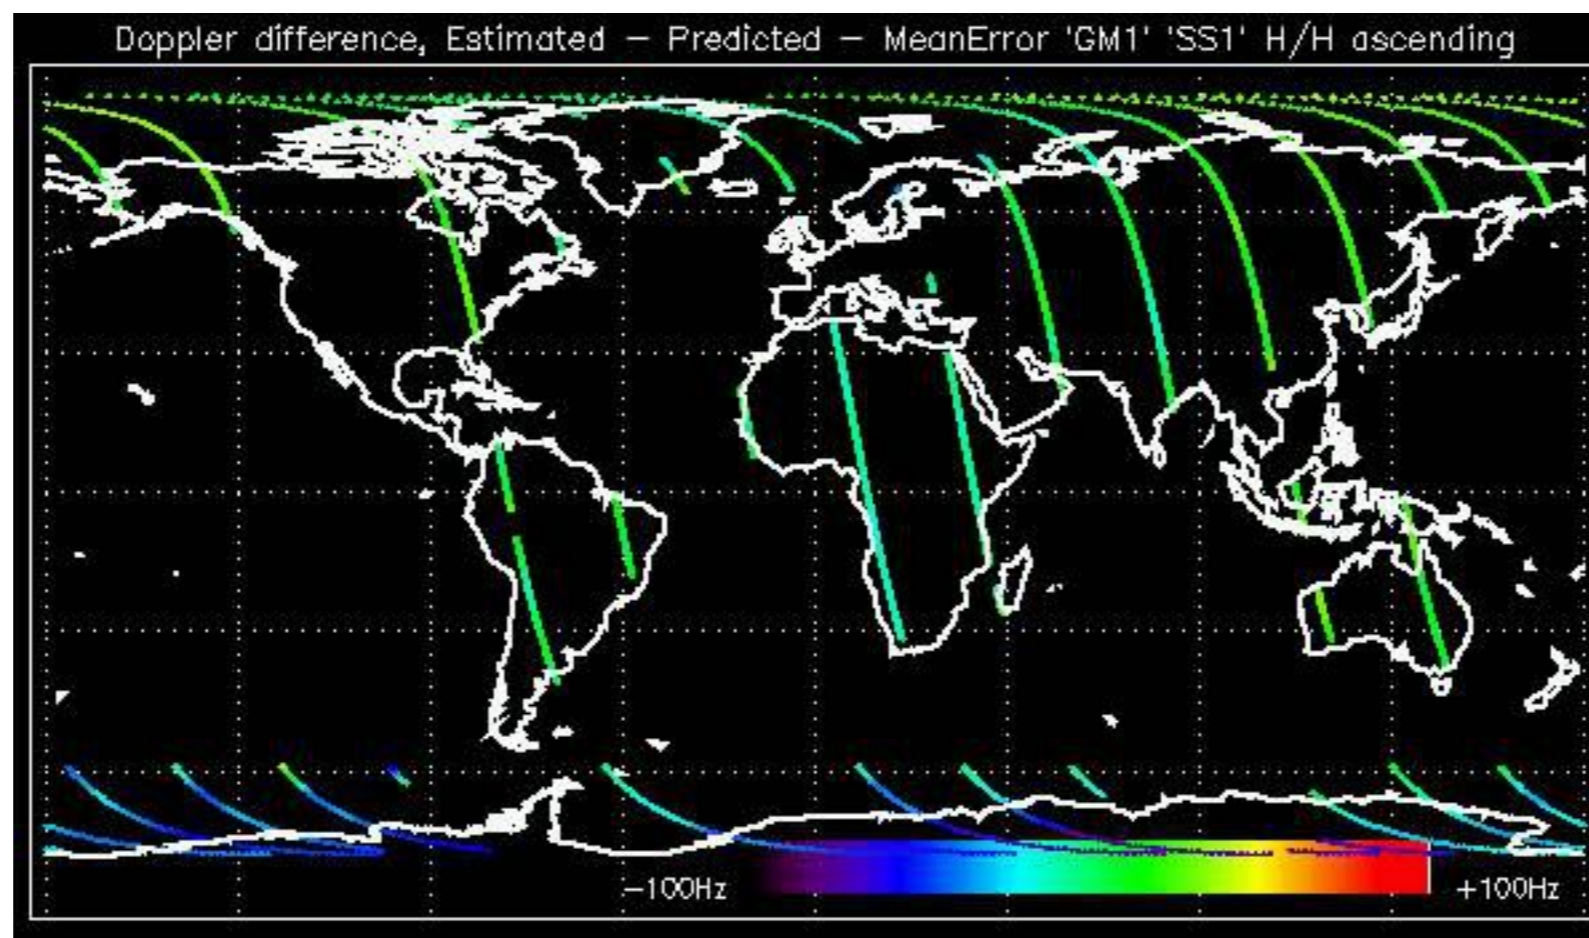 Doppler difference, Estimated − Predicted − MeanError 'GM1' 'SS1' H/H ascending
−100Hz
+100Hz